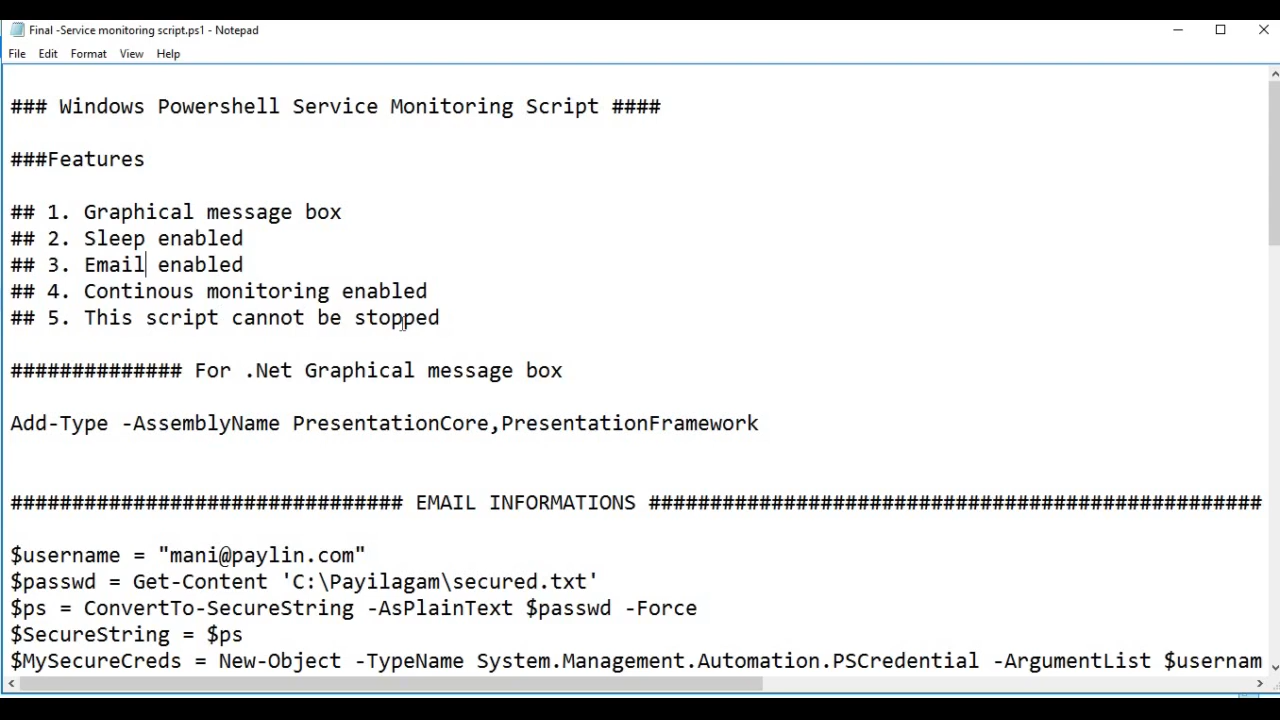 Final -Service monitoring script.ps1 - Notepad
File Edit Format View Help
### Windows Powershell Service Monitoring Script ####
###Features
## 1. Graphical message box
## 2. Sleep enabled
## 3. Email enabled
## 4. Continous monitoring enabled
## 5. This script cannot be stopped
############## For .Net Graphical message box
Add-Type -AssemblyName PresentationCore,PresentationFramework
################################ EMAIL INFORMATIONS ##################################################
$username = "mani@paylin.com"
$passwd = Get-Content 'C:\Payilagam\secured.txt'
$ps = ConvertTo-SecureString -AsPlainText $passwd -Force
$SecureString = $ps
$MySecureCreds = New-Object -TypeName System.Management.Automation.PSCredential -ArgumentList $usernam